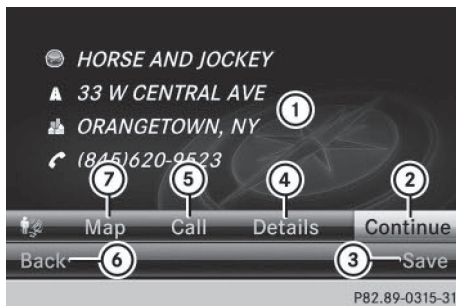 HORSE AND JOCKEY
A 33 W CENTRAL AVE
1
ORANGETOWN, NY
(845)620-9523
7 5 4 2
Map Call Details Continue
Back 6 3 Save
P82.89-0315-31